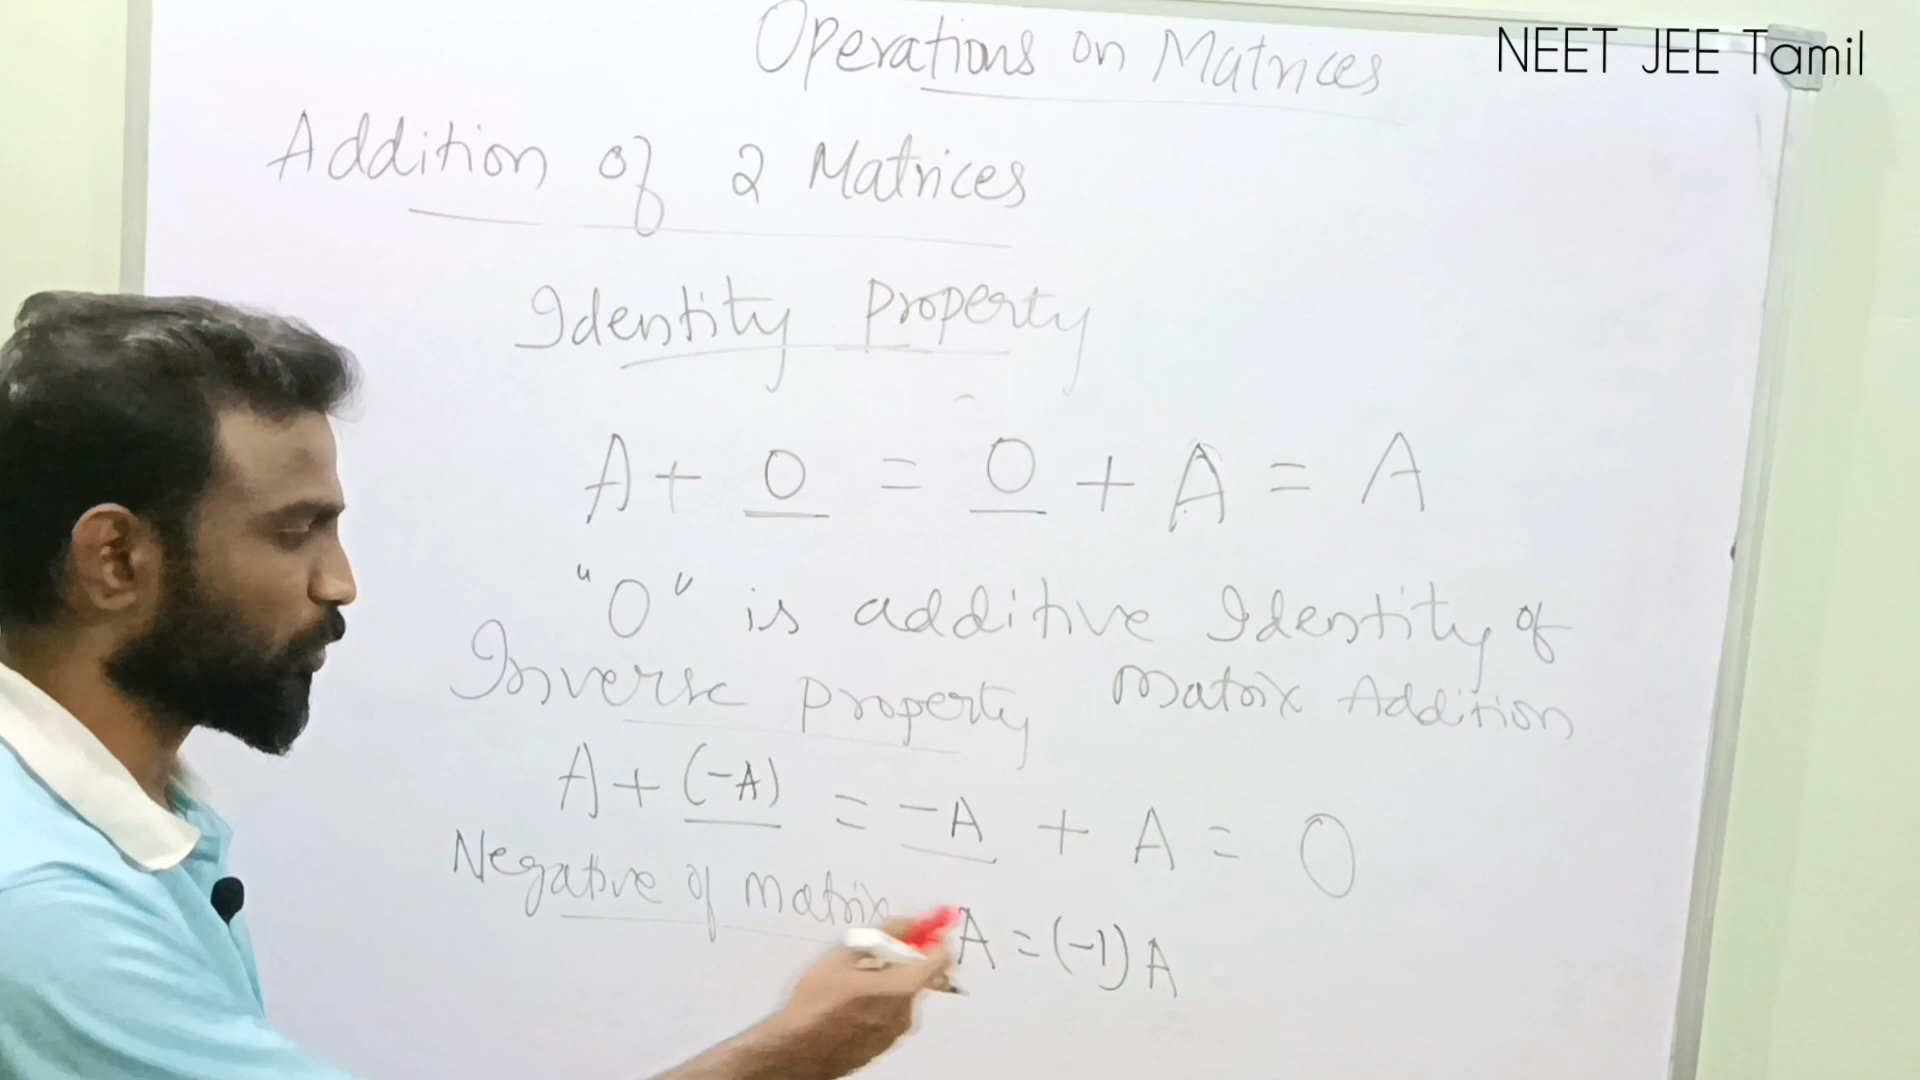 NEET JEE Tamil
Operations on Matrices
Addition of 2 Matrices
Identity Property
A + O = O + A = A
"O" is additive Identity of
Matrix Addition
Inverse Property
A + (-A) = -A + A = O
Negative of Matrix
A = (-1) A